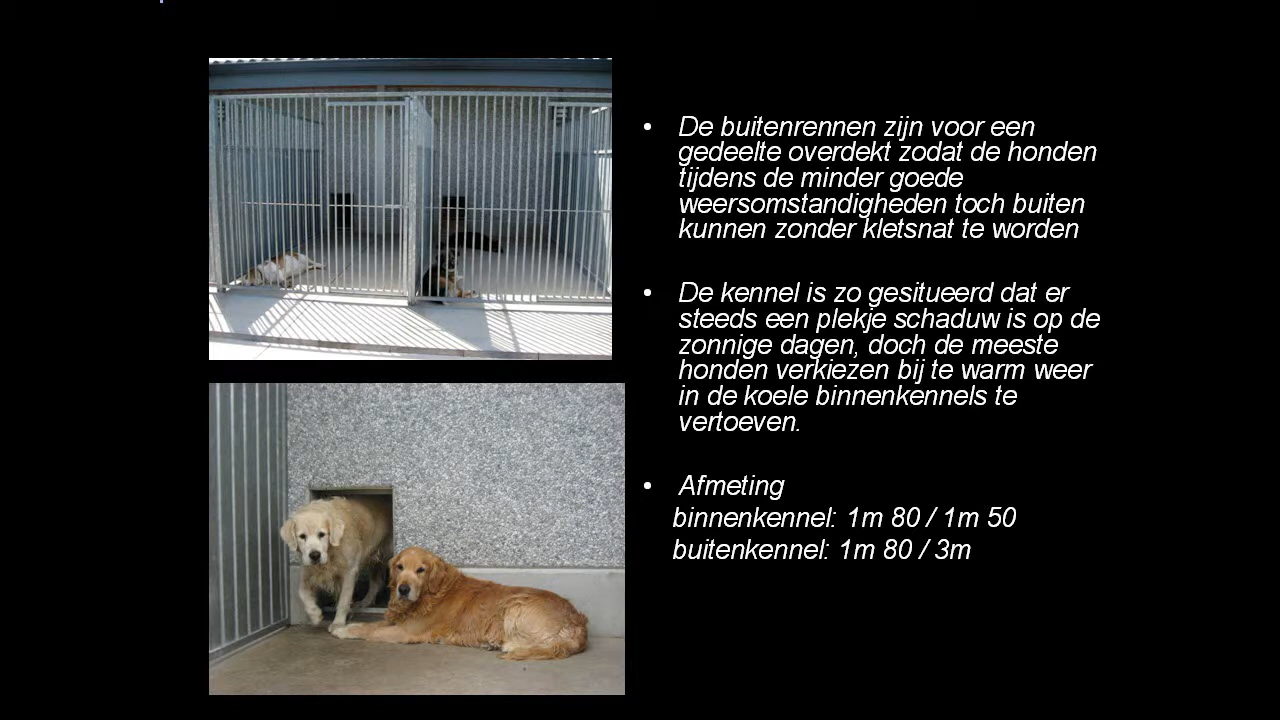 • De buitenrennen zijn voor een
gedeelte overdekt zodat de honden
tijdens de minder goede
weersomstandigheden toch buiten
kunnen zonder kletsnat te worden
• De kennel is zo gesitueerd dat er
steeds een plekje schaduw is op de
zonnige dagen, doch de meeste
honden verkiezen bij te warm weer
in de koele binnenkennels te
vertoeven.
• Afmeting
binnenkennel: 1m 80 / 1m 50
buitenkennel: 1m 80 / 3m